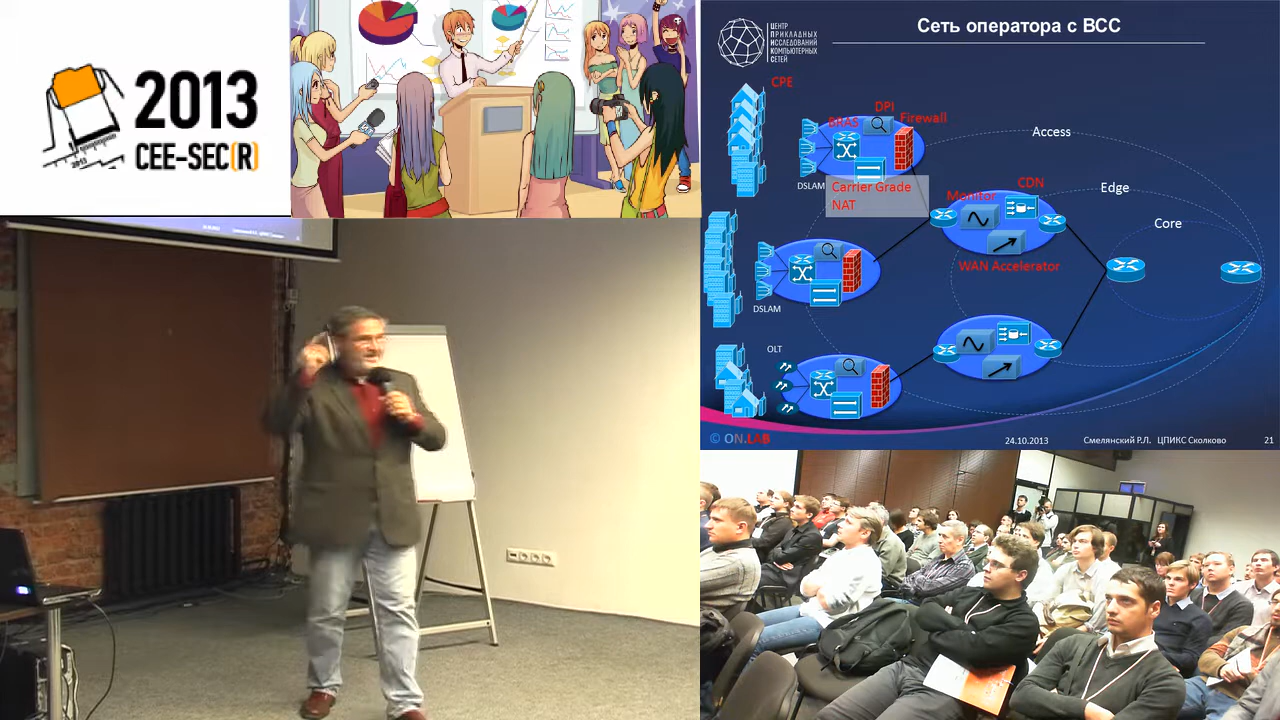 2013
CEE-SEC(R)
2013
ЦЕНТР
ПРИКЛАДНЫХ
ИССЛЕДОВАНИЙ
КОМПЬЮТЕРНЫХ
СЕТЕЙ
Сеть оператора с ВСС
CPE
DPI
BRAS
Firewall
Access
DSLAM
Carrier Grade
NAT
Monitor
CDN
Edge
Core
WAN Accelerator
DSLAM
OLT
© ON.LAB
24.10.2013
Смелянский Р.Л. ЦПИКС Сколково
21